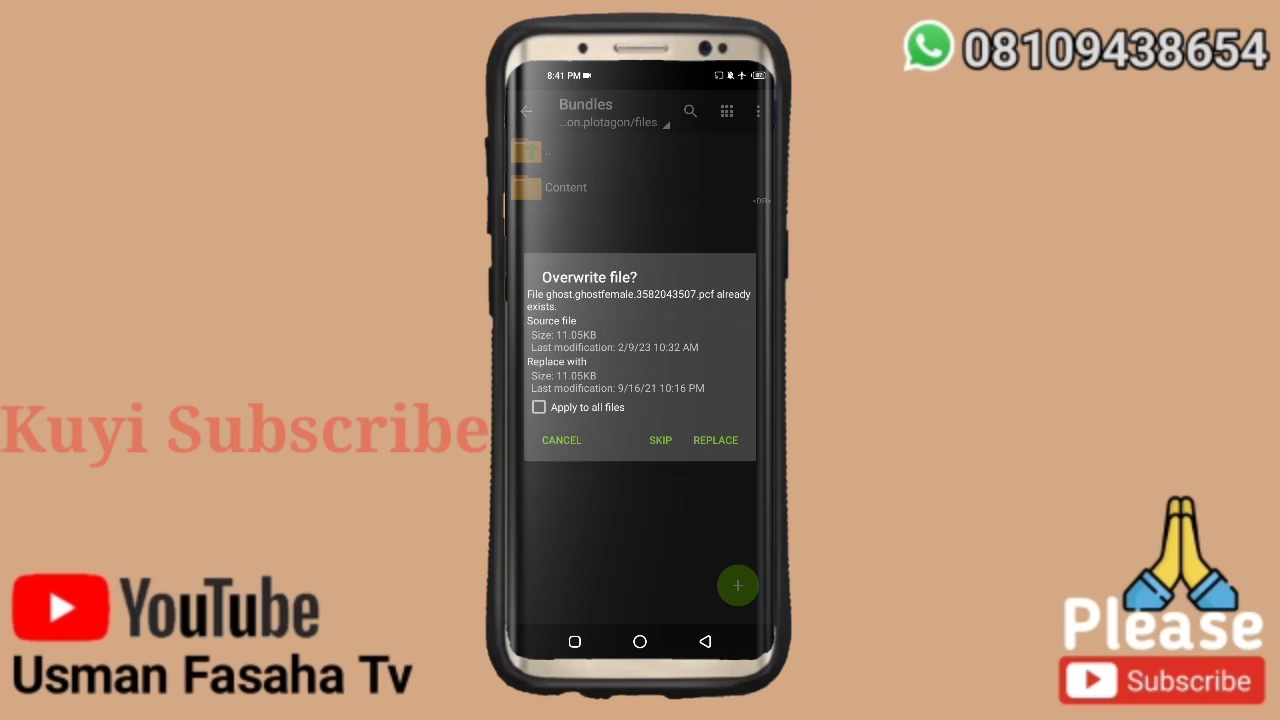 08109438654
8:41 PM
Bundles
...on.plotagon/files
..
Content
<DIR>
Overwrite file?
File ghost.ghostfemale.3582043507.pcf already
exists.
Source file
Size: 11.05KB
Last modification: 2/9/23 10:32 AM
Replace with
Size: 11.05KB
Last modification: 9/16/21 10:16 PM
Apply to all files
CANCEL SKIP REPLACE
Kuyi Subscribe
YouTube
Usman Fasaha Tv
Please
Subscribe